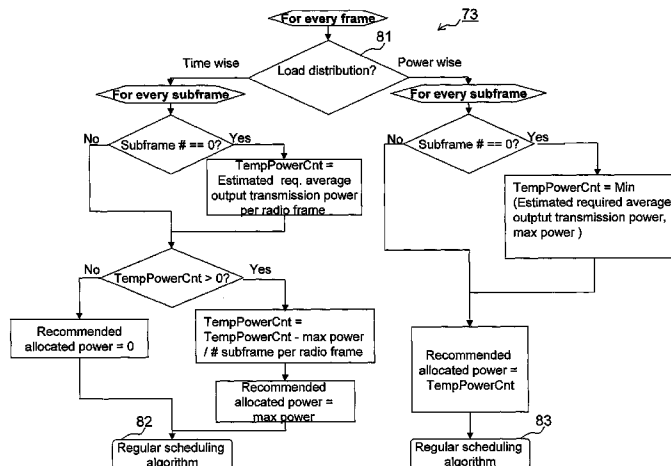 For every frame
73
81
Time wise
Load distribution?
Power wise
For every subframe
For every subframe
No
Subframe # == 0?
Yes
TempPowerCnt =
Estimated req. average
output transmission power
per radio frame
No
Subframe # == 0?
Yes
TempPowerCnt = Min
(Estimated required average
outptut transmission power,
max power )
No
TempPowerCnt > 0?
Yes
Recommended
allocated power = 0
TempPowerCnt =
TempPowerCnt - max power
/ # subframe per radio frame
Recommended
allocated power =
max power
Recommended
allocated power =
TempPowerCnt
82
Regular scheduling
algorithm
83
Regular scheduling
algorithm